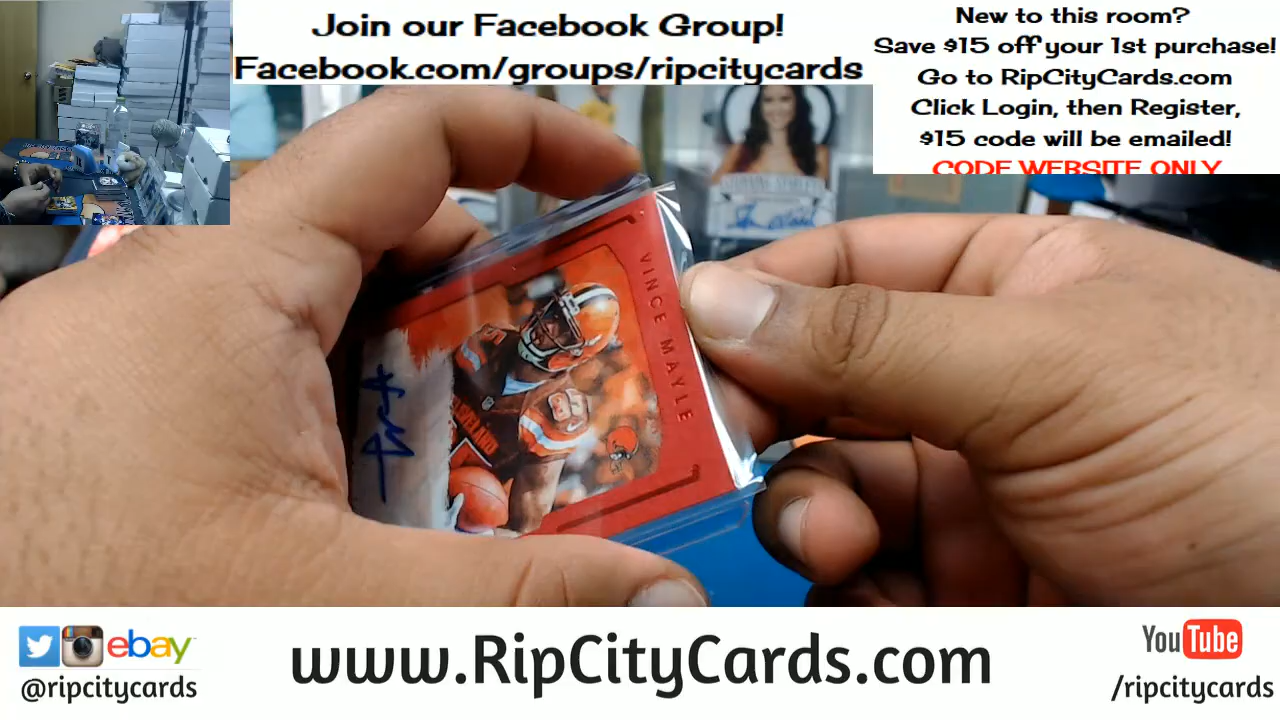 Join our Facebook Group!
Facebook.com/groups/ripcitycards
New to this room?
Save $15 off your 1st purchase!
Go to RipCityCards.com
Click Login, then Register,
$15 code will be emailed!
CODE WEBSITE ONLY
VINCE MAYLE
CLEVELAND
ebay
@ripcitycards
www.RipCityCards.com
YouTube
/ripcitycards